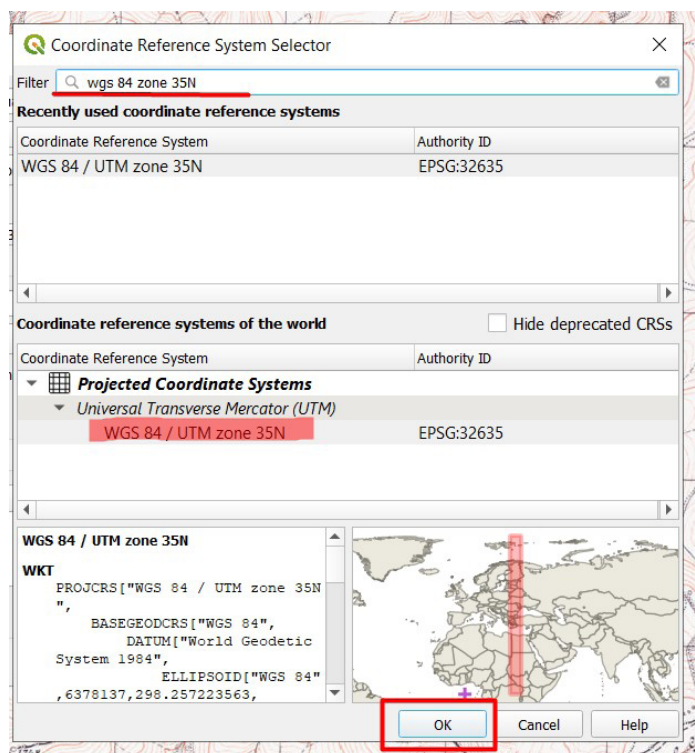 Coordinate Reference System Selector
Filter wgs 84 zone 35N
Recently used coordinate reference systems
Coordinate Reference System Authority ID
WGS 84 / UTM zone 35N EPSG:32635
Coordinate reference systems of the world Hide deprecated CRSs
Coordinate Reference System Authority ID
Projected Coordinate Systems
Universal Transverse Mercator (UTM)
WGS 84 / UTM zone 35N EPSG:32635
WGS 84 / UTM zone 35N
WKT
PROJCRS["WGS 84 / UTM zone 35N
",
BASEGEODCRS["WGS 84",
DATUM["World Geodetic
System 1984",
ELLIPSOID["WGS 84"
,6378137,298.257223563,
OK Cancel Help